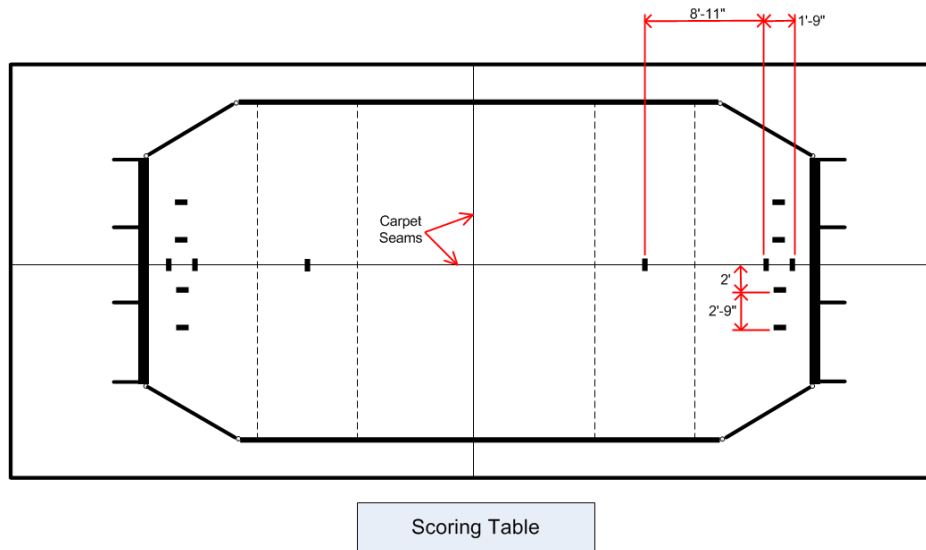 8'-11"
1'-9"
Carpet
Seams
2'
2'-9"
Scoring Table